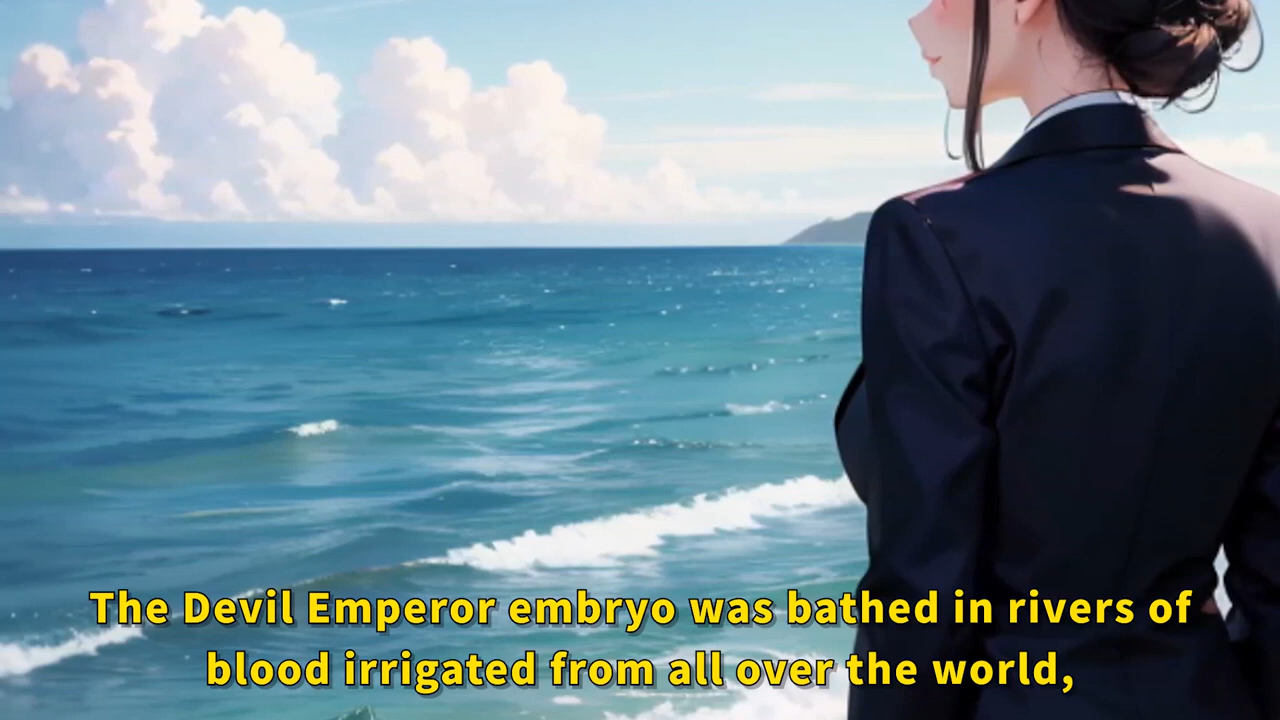 The Devil Emperor embryo was bathed in rivers of
blood irrigated from all over the world,